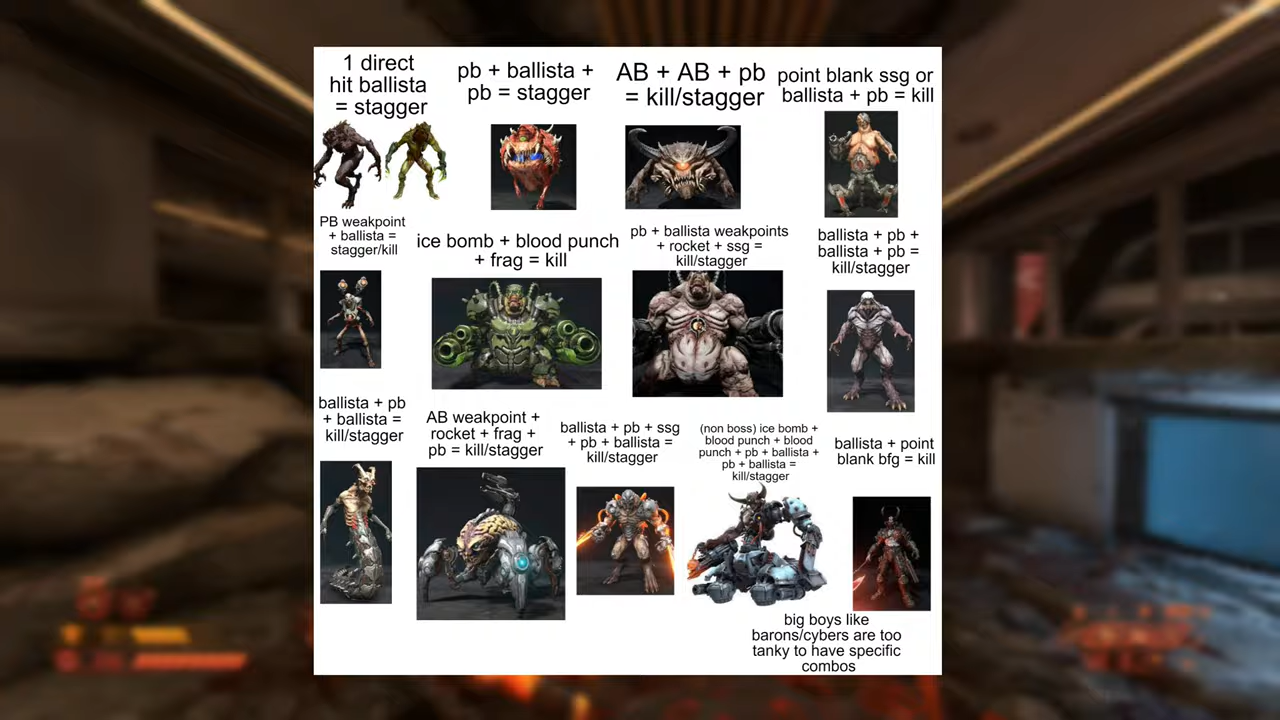 1 direct
hit ballista
= stagger
pb + ballista +
pb = stagger
AB + AB + pb
= kill/stagger
point blank ssg or
ballista + pb = kill
PB weakpoint
+ ballista =
stagger/kill
ice bomb + blood punch
+ frag = kill
pb + ballista weakpoints
+ rocket + ssg =
kill/stagger
ballista + pb +
ballista + pb =
kill/stagger
ballista + pb
+ ballista =
kill/stagger
AB weakpoint +
rocket + frag +
pb = kill/stagger
ballista + pb + ssg
+ pb + ballista =
kill/stagger
(non boss) ice bomb +
blood punch + blood
punch + pb + ballista +
pb + ballista =
kill/stagger
ballista + point
blank bfg = kill
big boys like
barons/cybers are too
tanky to have specific
combos